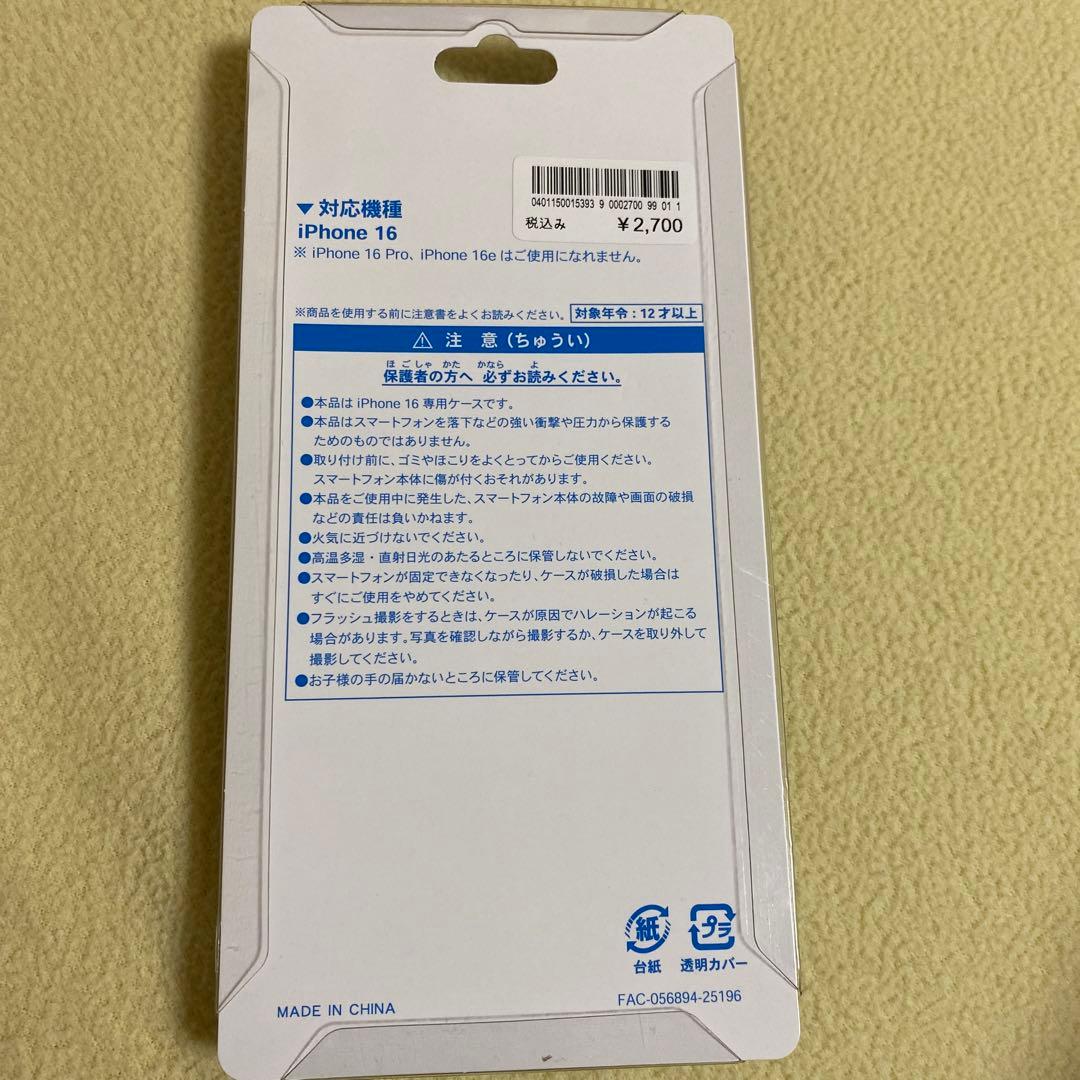 0401150015393 9 0002700 99 01 1
税込み ¥2,700
▼対応機種
iPhone 16
※ iPhone 16 Pro、iPhone 16eはご使用になれません。
※商品を使用する前に注意書をよくお読みください。 対象年令:12才以上
⚠ 注 意(ちゅうい)
ほごしゃ かた かなら よ
保護者の方へ 必ずお読みください。
●本品は iPhone 16 専用ケースです。
●本品はスマートフォンを落下などの強い衝撃や圧力から保護する
ためのものではありません。
●取り付け前に、ゴミやほこりをよくとってからご使用ください。
スマートフォン本体に傷が付くおそれがあります。
●本品をご使用中に発生した、スマートフォン本体の故障や画面の破損
などの責任は負いかねます。
●火気に近づけないでください。
●高温多湿・直射日光のあたるところに保管しないでください。
●スマートフォンが固定できなくなったり、ケースが破損した場合は
すぐにご使用をやめてください。
●フラッシュ撮影をするときは、ケースが原因でハレーションが起こる
場合があります。写真を確認しながら撮影するか、ケースを取り外して
撮影してください。
●お子様の手の届かないところに保管してください。
紙 プラ
台紙 透明カバー
MADE IN CHINA
FAC-056894-25196